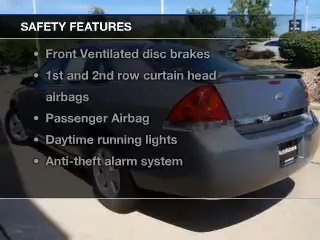 SAFETY FEATURES
• Front Ventilated disc brakes
• 1st and 2nd row curtain head
airbags
• Passenger Airbag
• Daytime running lights
• Anti-theft alarm system